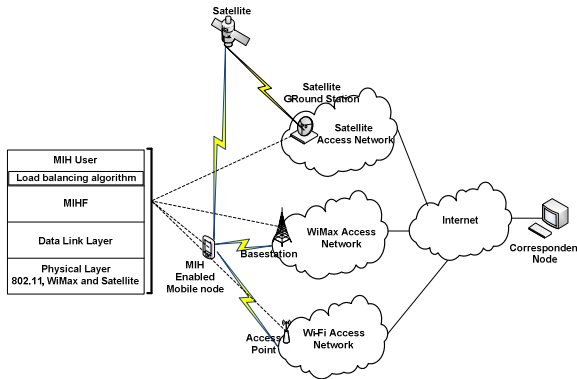 Satellite
Satellite
GRound Station
Satellite
Access Network
MIH User
Load balancing algorithm
MIHF
Data Link Layer
Physical Layer
802.11, WiMax and Satellite
MIH
Enabled
Mobile node
Basestation
WiMax Access
Network
Internet
Corresponden
Node
Access
Point
Wi-Fi Access
Network